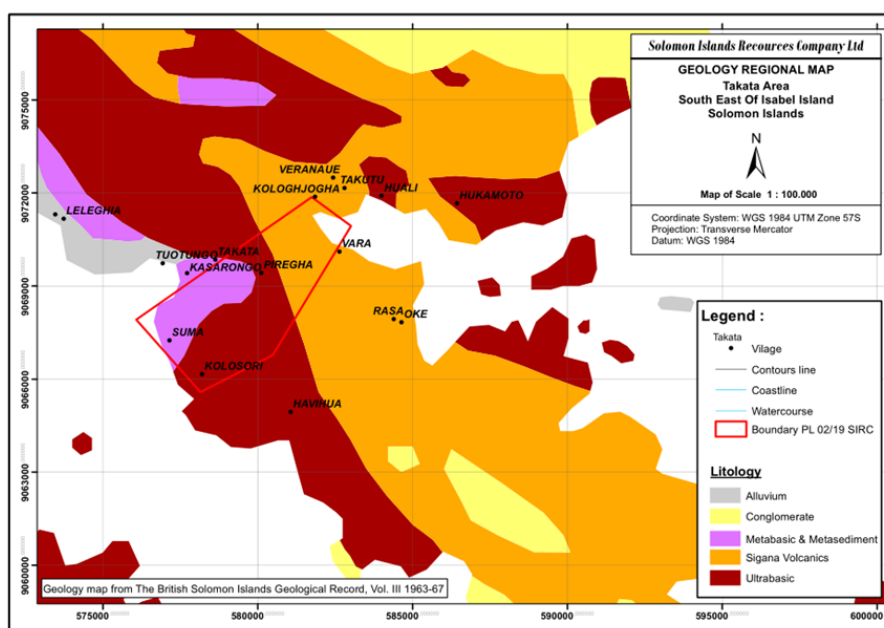 Solomon Islands Recources Company Ltd
GEOLOGY REGIONAL MAP
Takata Area
South East Of Isabel Island
Solomon Islands
N
Map of Scale 1 : 100.000
Coordinate System: WGS 1984 UTM Zone 57S
Projection: Transverse Mercator
Datum: WGS 1984
9075000
9072000
9069000
9066000
9063000
9060000
VERANAUE
TAKUTU
KOLOGHJOGHA
HUALI
HUKAMOTO
LELEGHIA
VARA
TUOTUNGO
TAKATA
KASARONGO
PIREGHA
RASA
OKE
SUMA
KOLOSORI
HAVIHUA
Legend :
Takata
Vilage
Contours line
Coastline
Watercourse
Boundary PL 02/19 SIRC
Litology
Alluvium
Conglomerate
Metabasic & Metasediment
Sigana Volcanics
Ultrabasic
Geology map from The British Solomon Islands Geological Record, Vol. III 1963-67
575000 580000 585000 590000 595000 600000